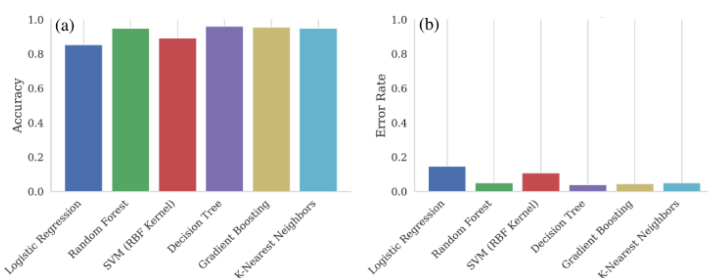 (a)
Accuracy
1.0
0.8
0.6
0.4
0.2
0.0
Logistic Regression
Random Forest
SVM (RBF Kernel)
Decision Tree
Gradient Boosting
K-Nearest Neighbors
(b)
Error Rate
1.0
0.8
0.6
0.4
0.2
0.0
Logistic Regression
Random Forest
SVM (RBF Kernel)
Decision Tree
Gradient Boosting
K-Nearest Neighbors